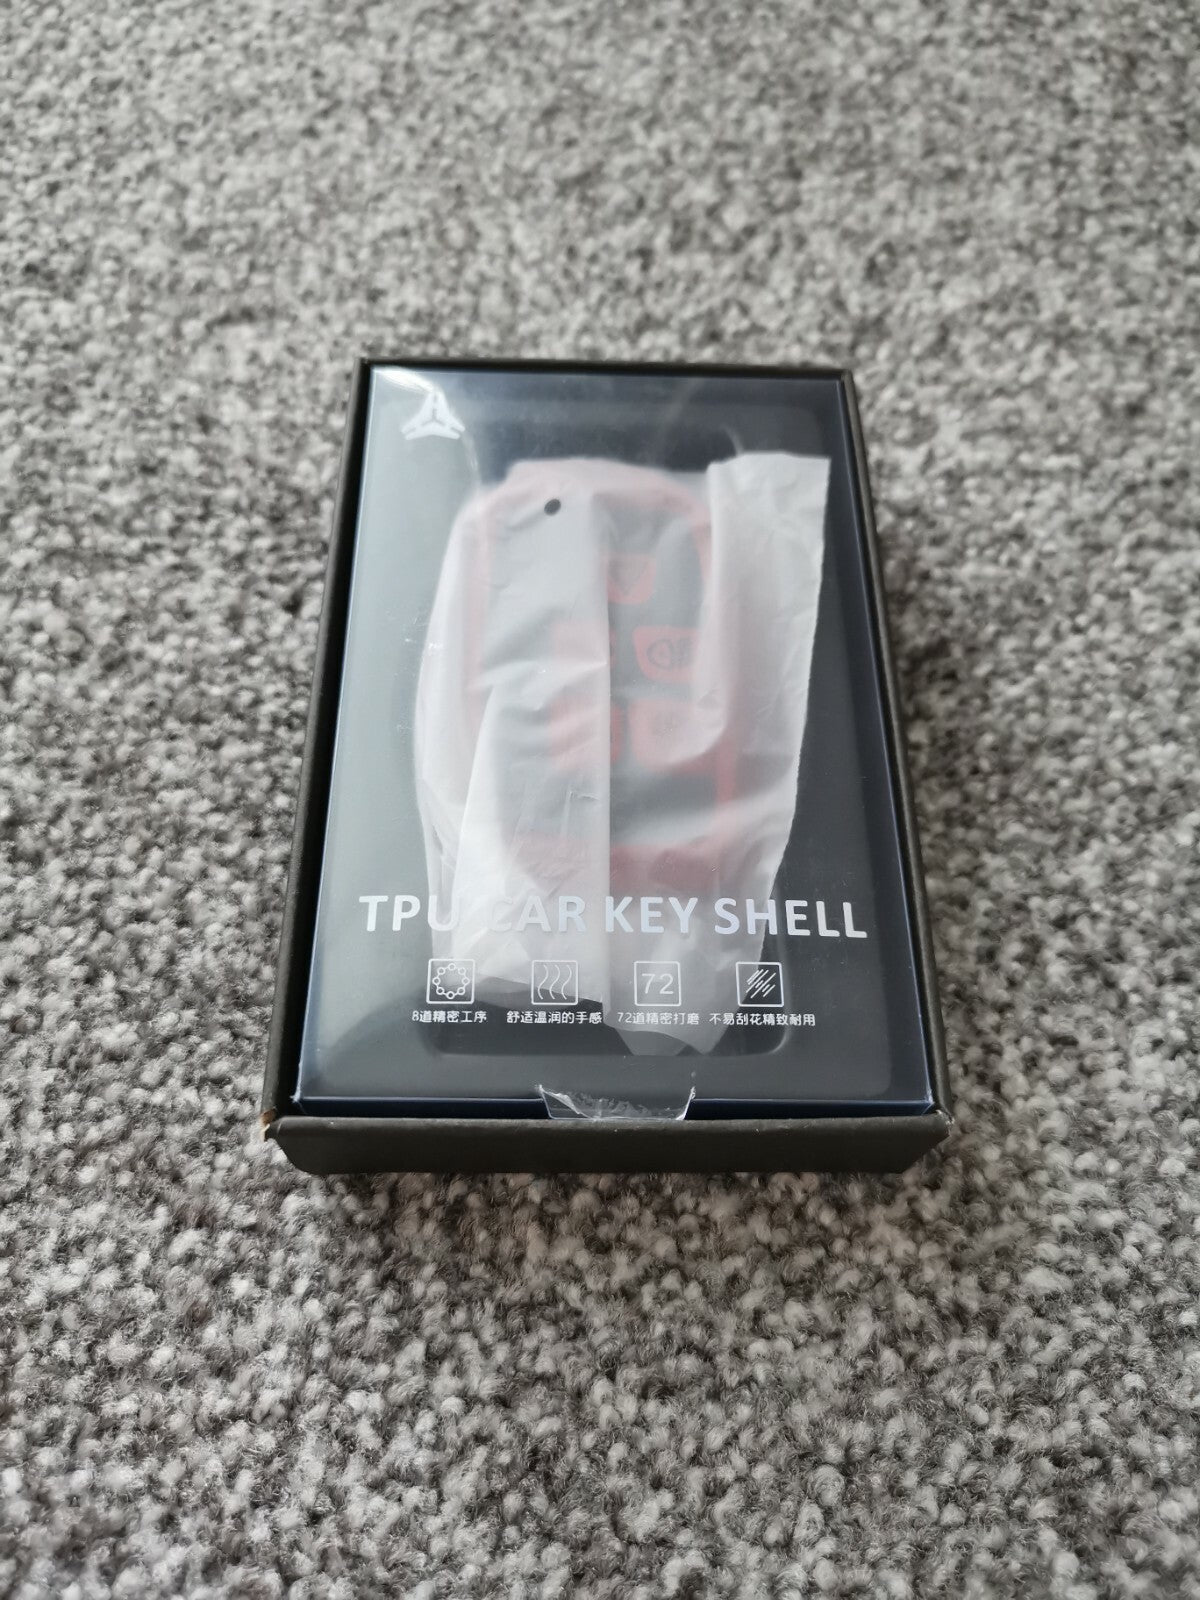 TPU CAR KEY SHELL
72
8道精密工序 舒适温润的手感 72道精密打磨 不易刮花精致耐用